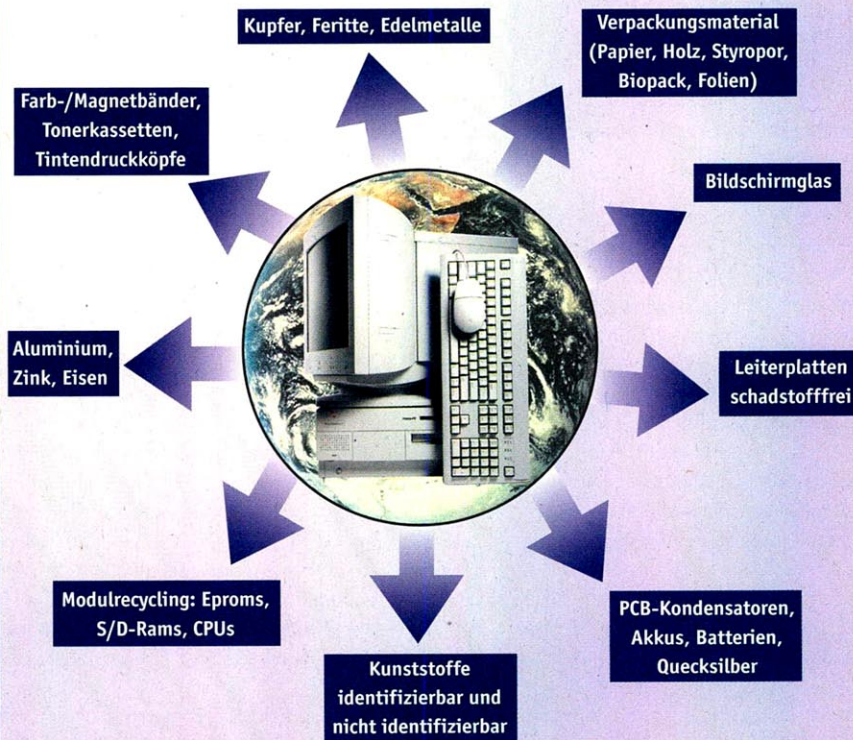 Kupfer, Feritte, Edelmetalle
Verpackungsmaterial
(Papier, Holz, Styropor,
Biopack, Folien)
Farb-/Magnetbänder,
Tonerkassetten,
Tintendruckköpfe
Bildschirmglas
Aluminium,
Zink, Eisen
Leiterplatten
schadstofffrei
Modulrecycling: Eproms,
S/D-Rams, CPUs
PCB-Kondensatoren,
Akkus, Batterien,
Quecksilber
Kunststoffe
identifizierbar und
nicht identifizierbar